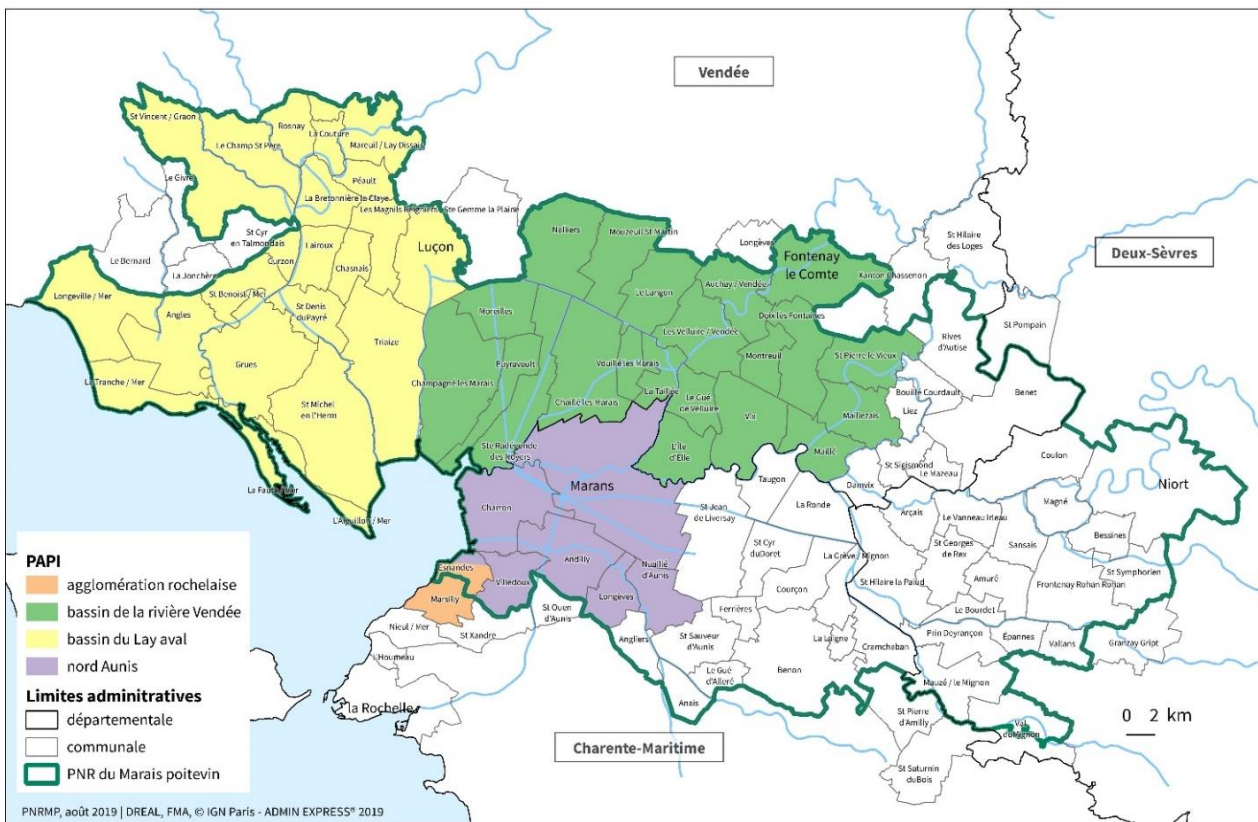 Vendée
Deux-Sèvres
Charente-Maritime
St Vincent / Graon
Rosnay
La Couture
Le Champ St Père
Mareuil / Lay Dissais
Le Givre
Péault
La Bretonnière la Claye
Les Magnils Reigniers
Ste Gemme la Plaine
St Cyr
en Talmondais
Luçon
Le Bernard
La Jonchère
Curzon
Lairoux
Chasnais
Longeville / Mer
Angles
St Benoist / Mer
St Denis
du Payré
Triaize
Grues
La Tranche / Mer
St Michel
en l'Herm
La Faute / Mer
L'Aiguillon / Mer
Nalliers
Mouzeuil St Martin
Longèves
Fontenay
le Comte
St Hilaire
des Loges
Le Langon
Auchay / Vendée
Xanton Chassenon
Doix lès Fontaines
Moreilles
Les Velluire / Vendée
Rives
d'Autise
St Pompain
Puyravault
Vouillé les Marais
Montreuil
St Pierre le Vieux
Champagné les Marais
La Taillée
Bouillé Courdault
Benet
Chaillé les Marais
Le Gué
de Velluire
Vix
Maillezais
Liez
Ste Radégonde
des Noyers
L'Île
d'Elle
Maillé
St Sigismond
Coulon
Le Mazeau
Damvix
Niort
Marans
Taugon
Magné
Charron
St Jean
de Liversay
La Ronde
Arçais
Le Vanneau Irleau
Bessines
St Georges
de Rex
Sansais
St Cyr
du Doret
La Grève / Mignon
Andilly
Nuaillé
d'Aunis
St Symphorien
Esnandes
St Hilaire la Palud
Amuré
Frontenay Rohan Rohan
Villedoux
Courçon
Marsilly
Longèves
Le Bourdet
St Ouen
d'Aunis
Ferrières
Nieul / Mer
St Xandre
Angliers
St Sauveur
d'Aunis
La Laigne
Prin Deyrançon
Épannes
Vallans
Granzay Gript
Cramchaban
L'Houmeau
Le Gué
d'Alleré
Benon
Mauzé / le Mignon
la Rochelle
Anais
St Pierre
d'Amilly
Val
du Mignon
St Saturnin
du Bois
0 2 km
PAPI
agglomération rochelaise
bassin de la rivière Vendée
bassin du Lay aval
nord Aunis
Limites adminitratives
départementale
communale
PNR du Marais poitevin
PNRMP, août 2019 | DREAL, FMA, © IGN Paris - ADMIN EXPRESS® 2019